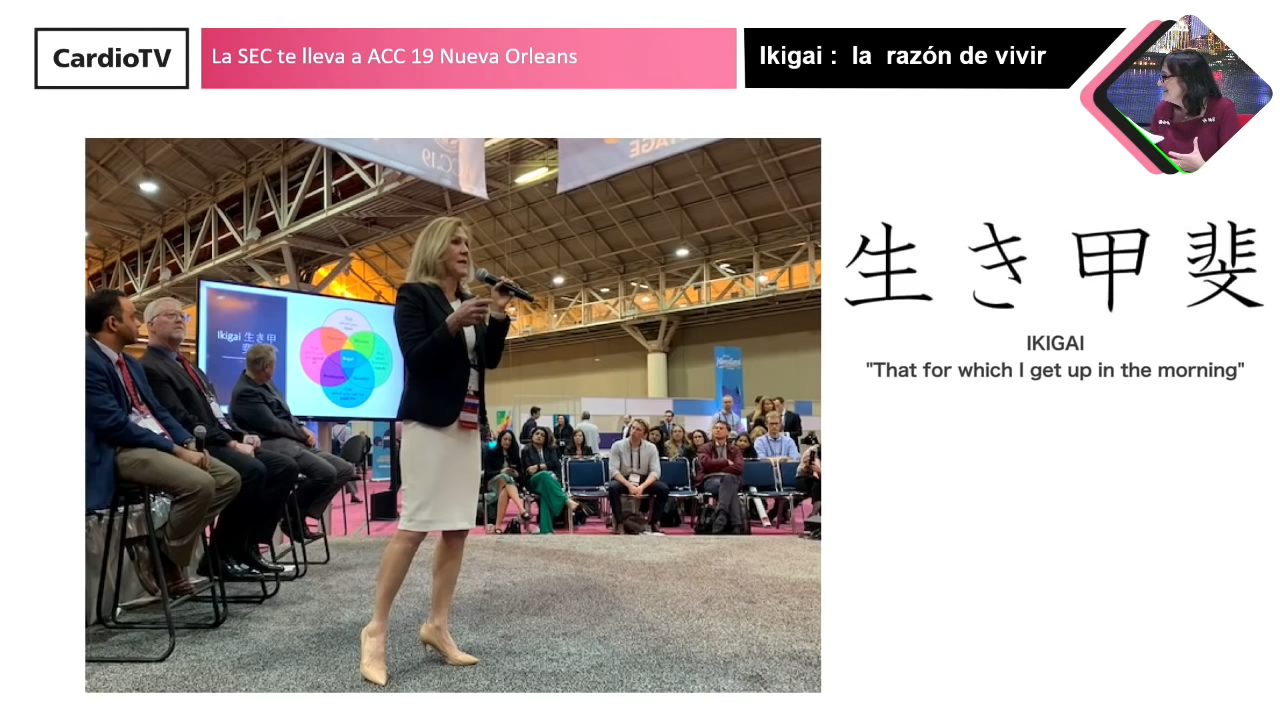 CardioTV
La SEC te lleva a ACC 19 Nueva Orleans
Ikigai : la razón de vivir
生き甲斐
IKIGAI
"That for which I get up in the morning"
Ikigai 生き甲
斐